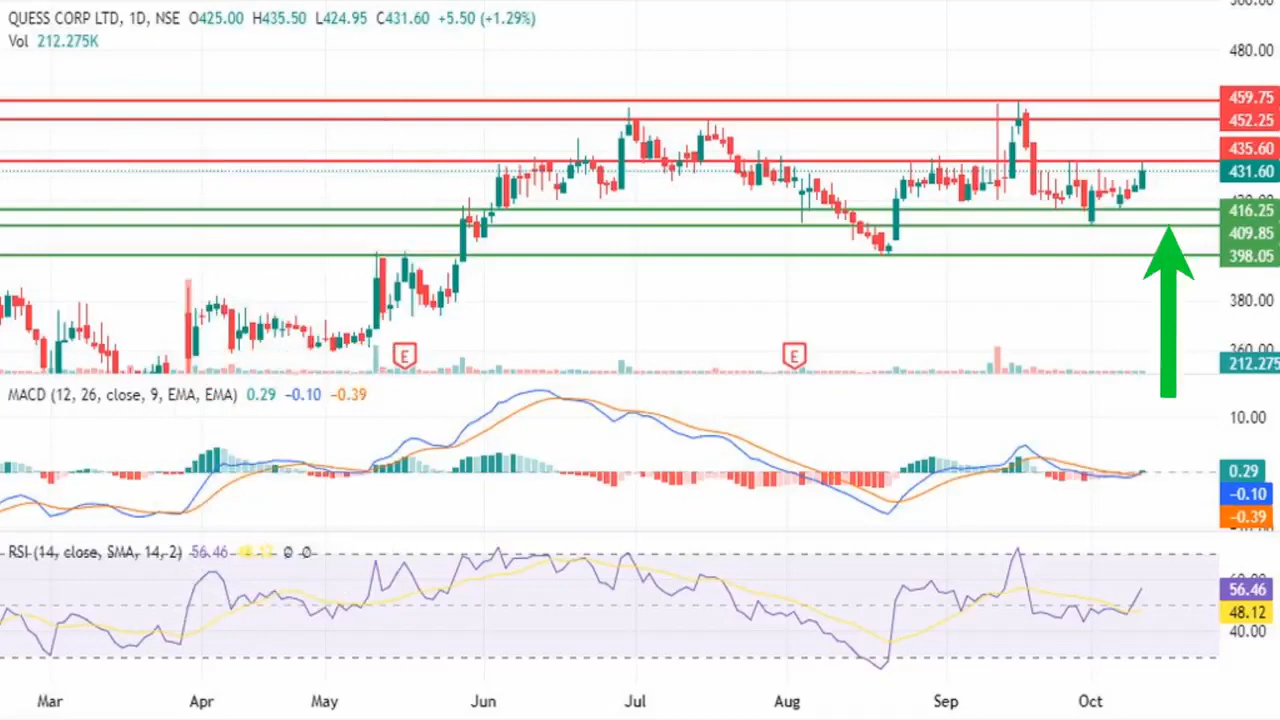 QUESS CORP LTD, 1D, NSE O425.00 H435.50 L424.95 C431.60 +5.50 (+1.29%)
Vol 212.275K
480.00
459.75
452.25
435.60
431.60
416.25
409.85
398.05
380.00
E
E
212.275
MACD (12, 26, close, 9, EMA, EMA) 0.29 −0.10 −0.39
10.00
0.29
−0.10
−0.39
RSI (14, close, SMA, 14, 2) 56.46 48.12 Ø Ø
56.46
48.12
40.00
Mar Apr May Jun Jul Aug Sep Oct